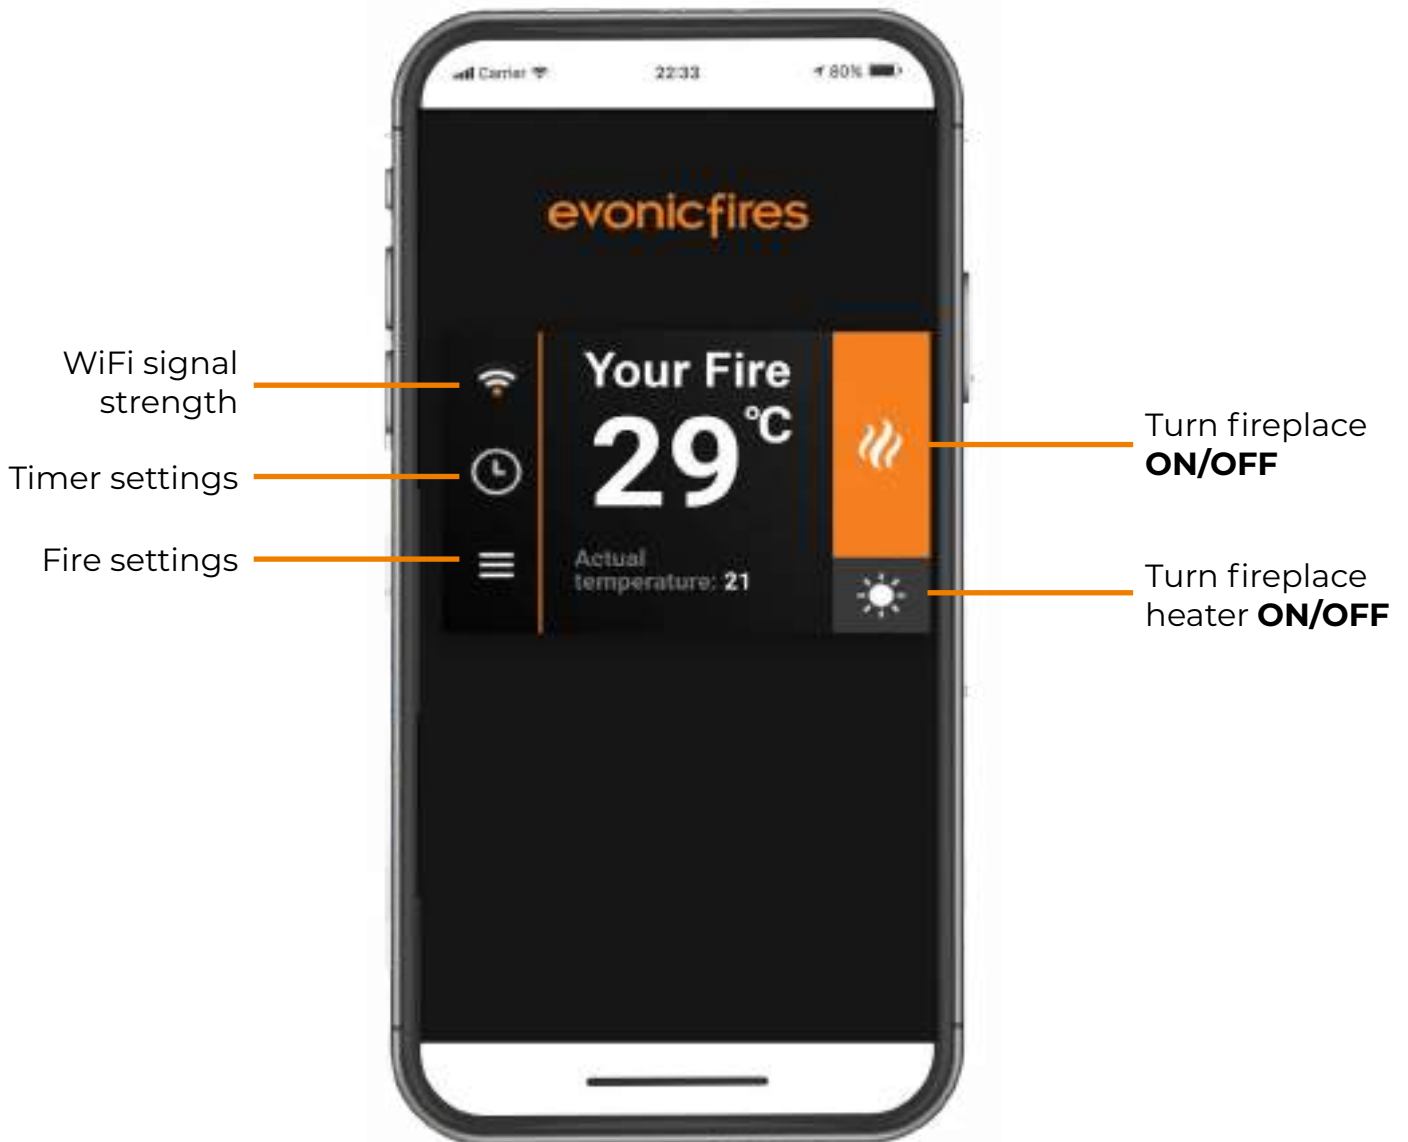 Carrier
22:33
80%
evonicfires
WiFi signal
strength
Timer settings
Fire settings
Your Fire
29°C
Actual
temperature: 21
Turn fireplace
ON/OFF
Turn fireplace
heater ON/OFF